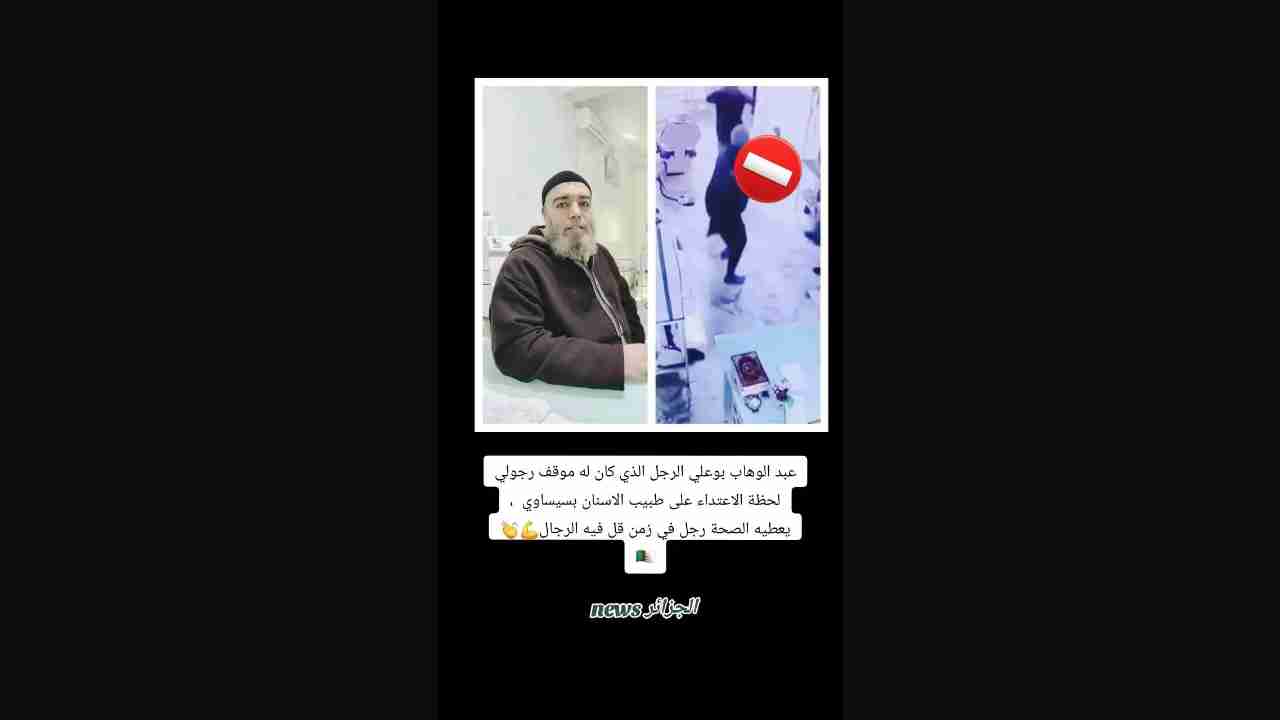 عبد الوهاب بوعلي الرجل الذي كان له موقف رجولي
لحظة الاعتداء على طبيب الاسنان بسيساوي ،
يعطيه الصحة رجل في زمن قل فيه الرجال💪👏
🇩🇿
الجزائر news